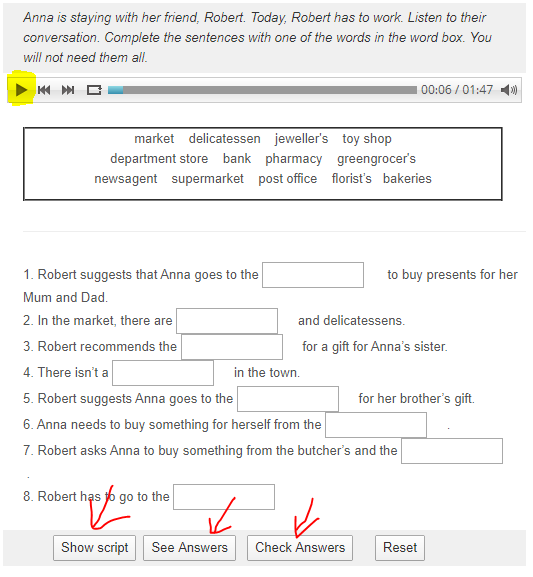 Anna is staying with her friend, Robert. Today, Robert has to work. Listen to their
conversation. Complete the sentences with one of the words in the word box. You
will not need them all.
00:06 / 01:47
market delicatessen jeweller's toy shop
department store bank pharmacy greengrocer's
newsagent supermarket post office florist's bakeries
1. Robert suggests that Anna goes to the to buy presents for her
Mum and Dad.
2. In the market, there are and delicatessens.
3. Robert recommends the for a gift for Anna's sister.
4. There isn't a in the town.
5. Robert suggests Anna goes to the for her brother's gift.
6. Anna needs to buy something for herself from the .
7. Robert asks Anna to buy something from the butcher's and the
.
8. Robert has to go to the
Show script See Answers Check Answers Reset